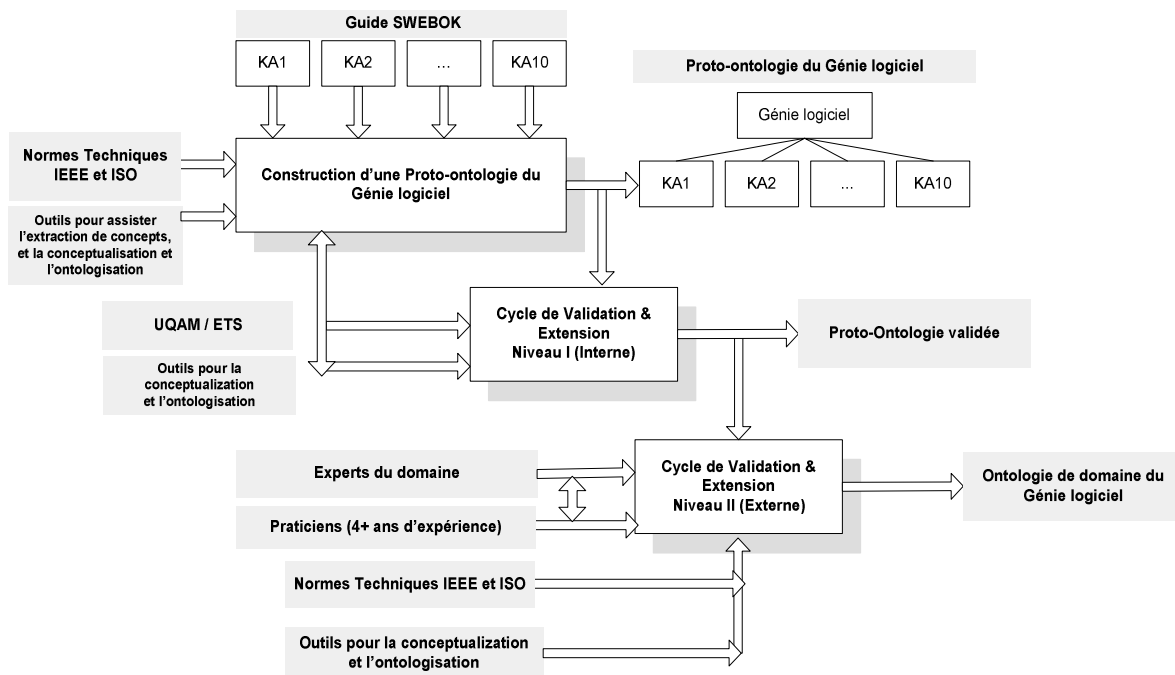 Guide SWEBOK
KA1
KA2
…
KA10
Proto-ontologie du Génie logiciel
Génie logiciel
KA1
KA2
...
KA10
Normes Techniques
IEEE et ISO
Construction d’une Proto-ontologie du
Génie logiciel
Outils pour assister
l’extraction de concepts,
et la conceptualisation et
l’ontologisation
UQAM / ETS
Cycle de Validation &
Extension
Niveau I (Interne)
Proto-Ontologie validée
Outils pour la
conceptualization
et l’ontologisation
Experts du domaine
Praticiens (4+ ans d’expérience)
Cycle de Validation &
Extension
Niveau II (Externe)
Ontologie de domaine du
Génie logiciel
Normes Techniques IEEE et ISO
Outils pour la conceptualization
et l’ontologisation